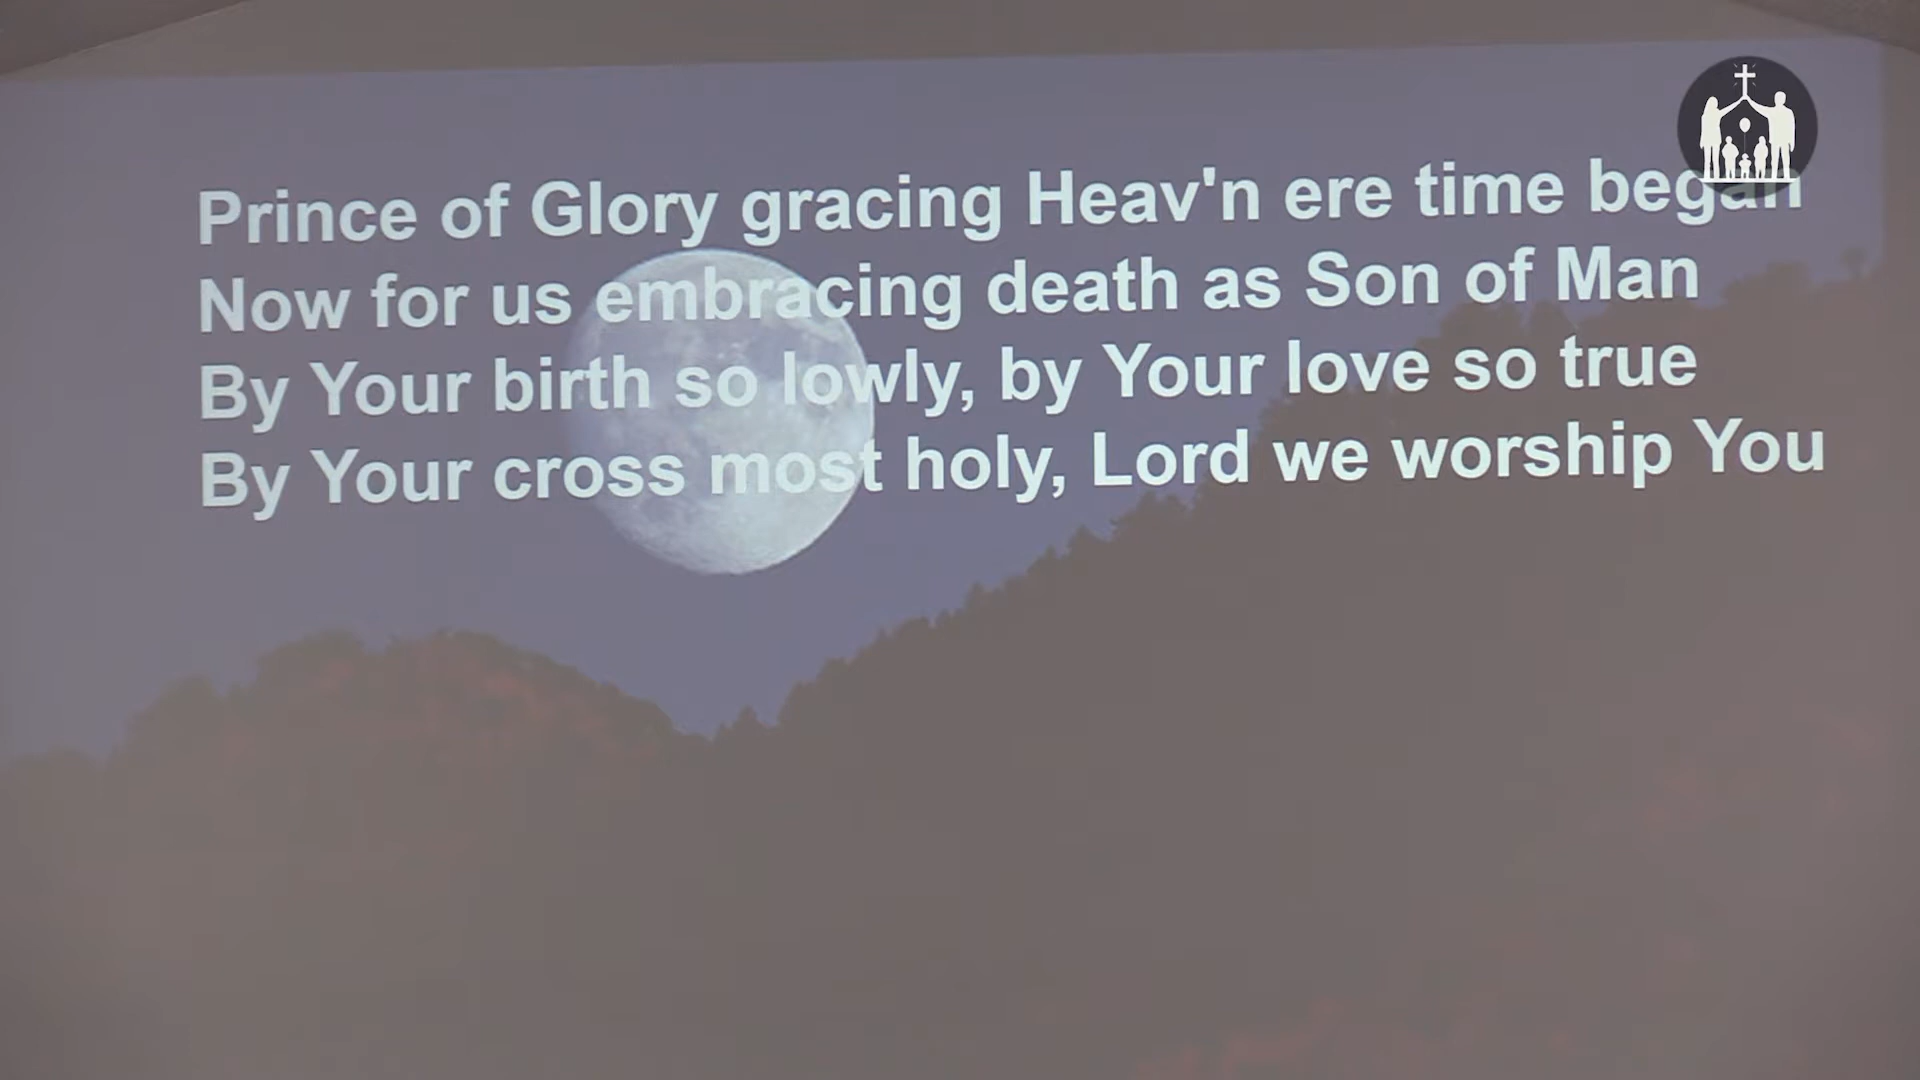 Prince of Glory gracing Heav'n ere time began
Now for us embracing death as Son of Man
By Your birth so lowly, by Your love so true
By Your cross most holy, Lord we worship You